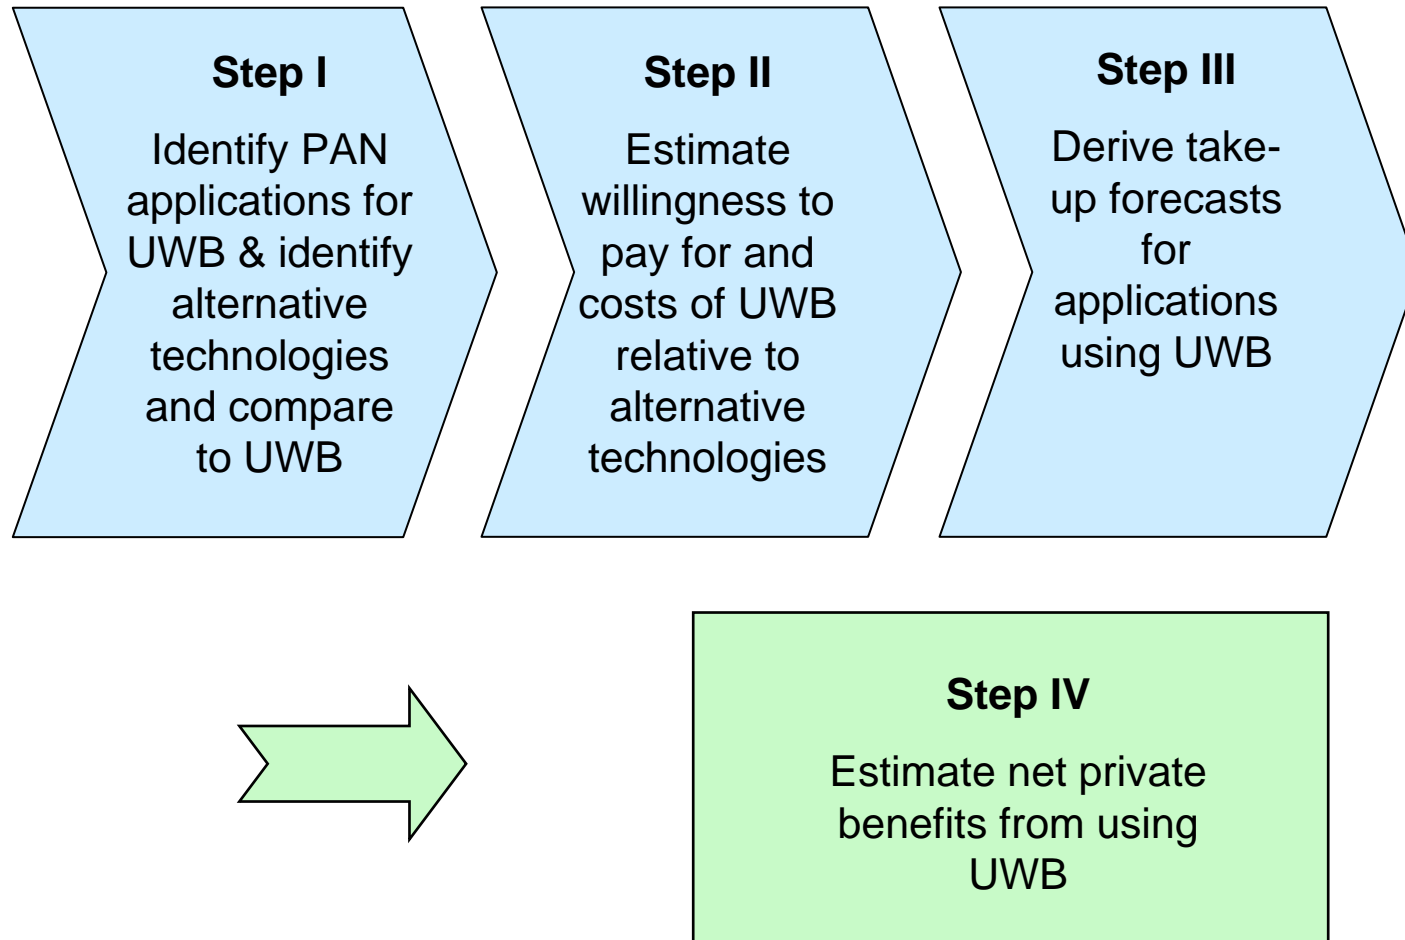 Step I
Identify PAN
applications for
UWB & identify
alternative
technologies
and compare
to UWB
Step II
Estimate
willingness to
pay for and
costs of UWB
relative to
alternative
technologies
Step III
Derive take-
up forecasts
for
applications
using UWB
Step IV
Estimate net private
benefits from using
UWB